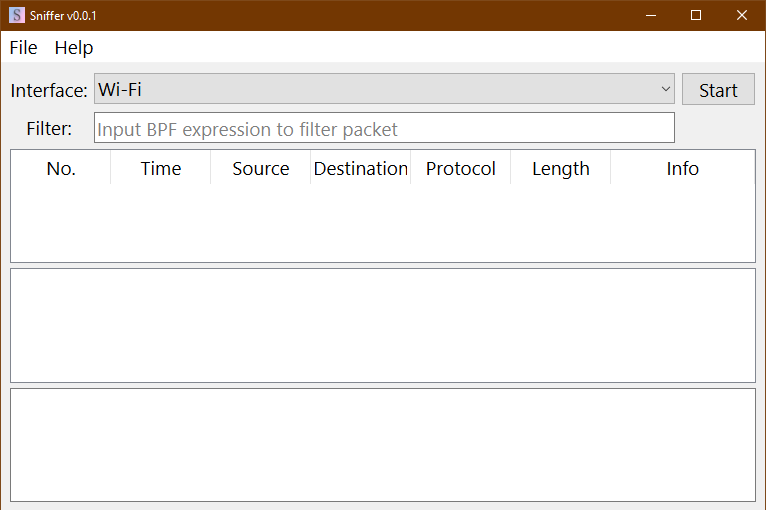 Sniffer v0.0.1
File Help
Interface: Wi-Fi Start
Filter: Input BPF expression to filter packet
No. Time Source Destination Protocol Length Info